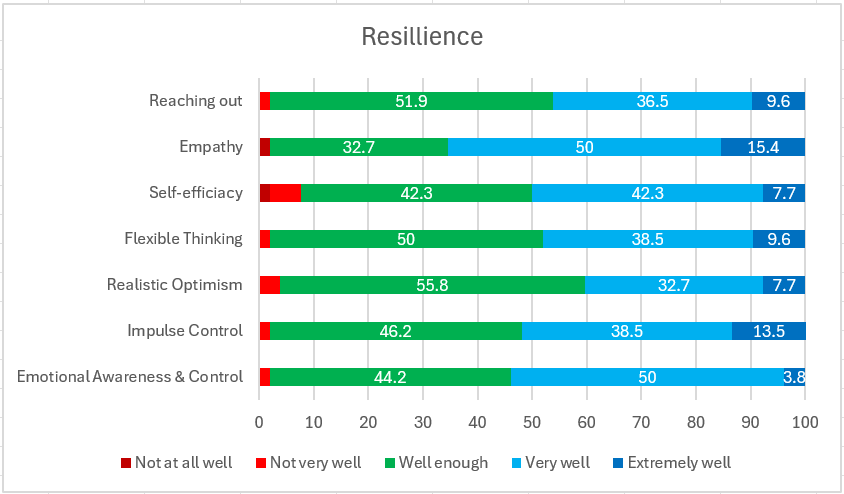 Resillience
Reaching out 51.9 36.5 9.6
Empathy 32.7 50 15.4
Self-efficiacy 42.3 42.3 7.7
Flexible Thinking 50 38.5 9.6
Realistic Optimism 55.8 32.7 7.7
Impulse Control 46.2 38.5 13.5
Emotional Awareness & Control 44.2 50 3.8
0 10 20 30 40 50 60 70 80 90 100
Not at all well Not very well Well enough Very well Extremely well